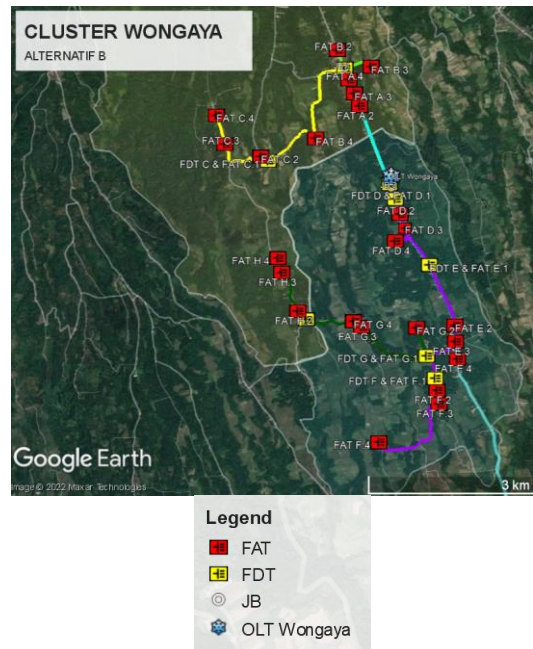 CLUSTER WONGAYA
ALTERNATIF B
FAT B.2
FAT B.3
FAT A.4
FAT A.3
FAT A.2
FAT C.4
FAT B.4
FAT C.3
FDT C & FAT C.1
FAT C.2
OLT Wongaya
FDT D & FAT D.1
FAT D.2
FAT D.3
FAT D.4
FAT H.4
FDT E & FAT E.1
FAT H.3
FAT G.4
FAT G.3
FAT G.2
FAT E.2
FAT E.3
FDT G & FAT G.1
FAT E.4
FDT F & FAT F.1
FAT F.2
FAT F.3
FAT F.4
Google Earth
Image © 2022 Maxar Technologies
3 km
Legend
FAT
FDT
JB
OLT Wongaya